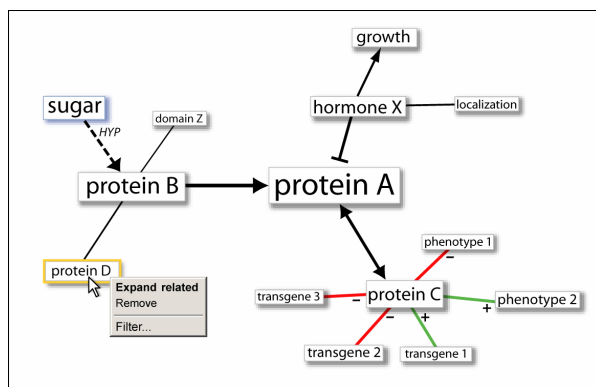 growth
sugar
hormone X
localization
domain Z
HYP
protein B
protein A
phenotype 1
−
protein D
Expand related
Remove
Filter...
transgene 3
−
protein C
phenotype 2
+
−
+
transgene 2
transgene 1